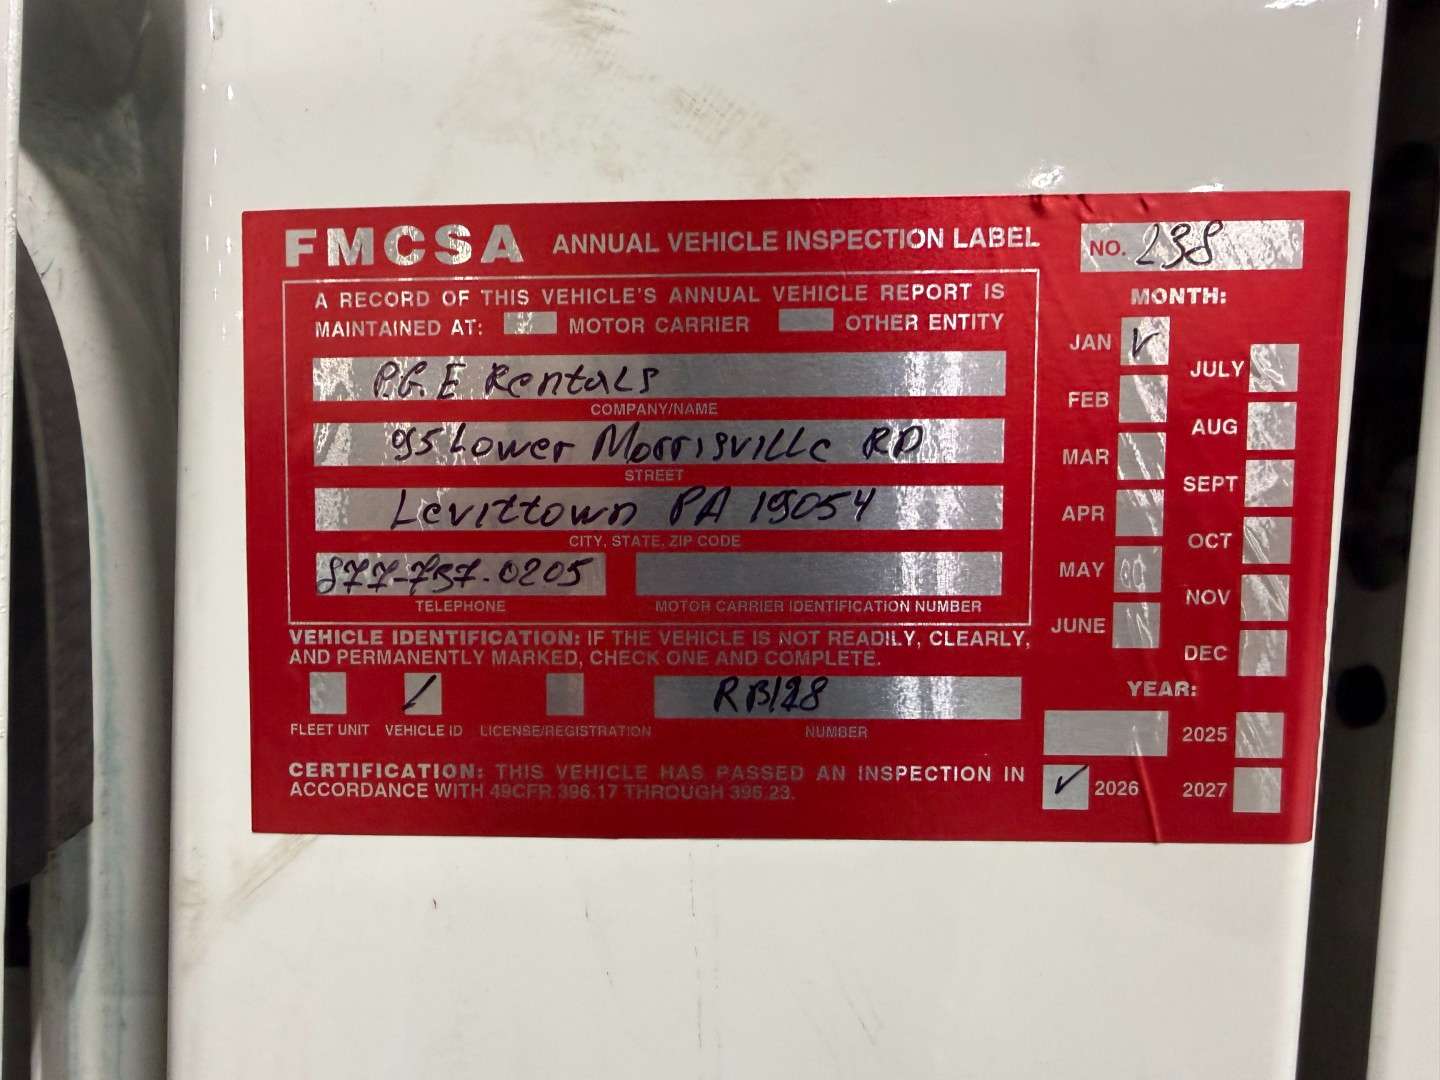 FMCSA ANNUAL VEHICLE INSPECTION LABEL
NO. 238
A RECORD OF THIS VEHICLE'S ANNUAL VEHICLE REPORT IS
MAINTAINED AT: MOTOR CARRIER OTHER ENTITY
P.G.E Rentals
COMPANY/NAME
95 Lower Morrisville RD
STREET
Levittown PA 19054
CITY, STATE, ZIP CODE
877-737-0205
TELEPHONE
MOTOR CARRIER IDENTIFICATION NUMBER
VEHICLE IDENTIFICATION: IF THE VEHICLE IS NOT READILY, CLEARLY,
AND PERMANENTLY MARKED, CHECK ONE AND COMPLETE.
RB128
FLEET UNIT VEHICLE ID LICENSE/REGISTRATION NUMBER
CERTIFICATION: THIS VEHICLE HAS PASSED AN INSPECTION IN
ACCORDANCE WITH 49CFR 396.17 THROUGH 396.23.
MONTH:
JAN ✓
FEB
MAR
APR
MAY
JUNE
JULY
AUG
SEPT
OCT
NOV
DEC
YEAR:
2025
✓ 2026
2027